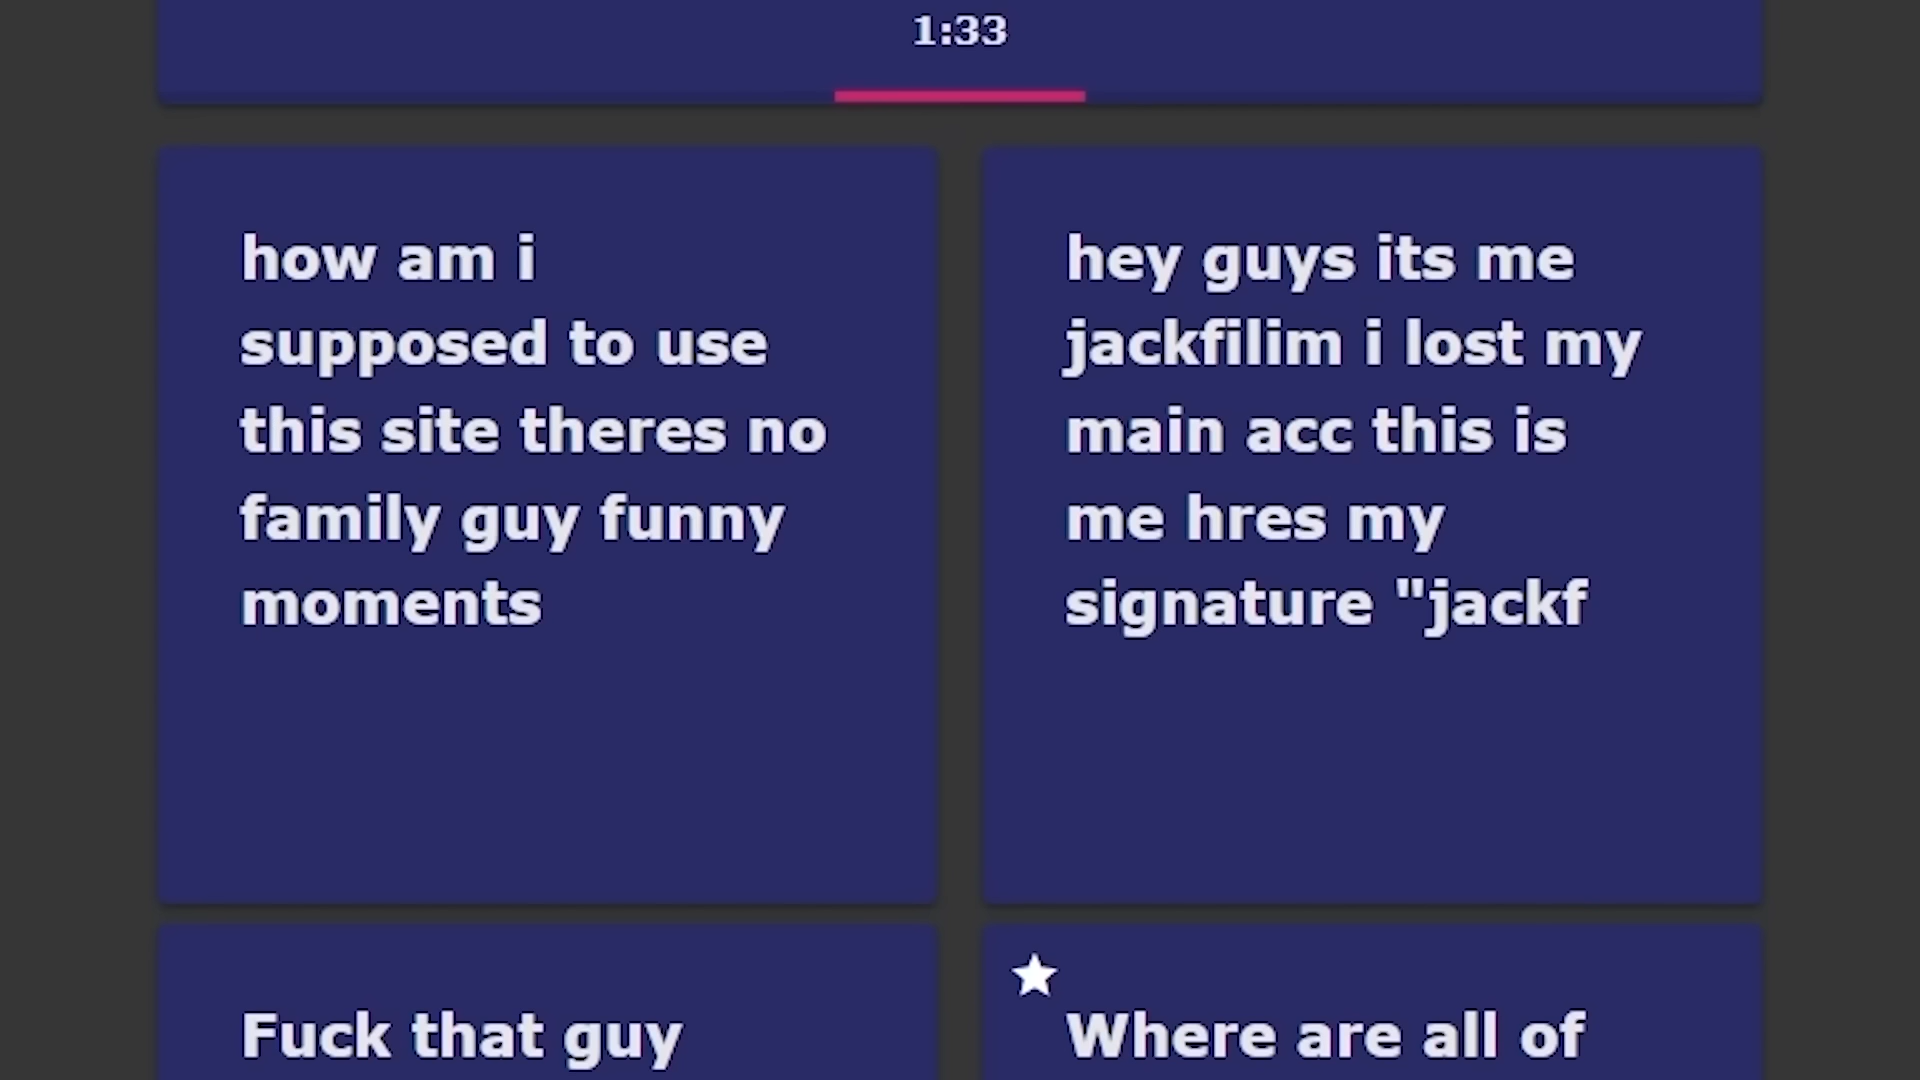 1:33
how am i
supposed to use
this site theres no
family guy funny
moments
hey guys its me
jackfilim i lost my
main acc this is
me hres my
signature "jackf
Fuck that guy
Where are all of